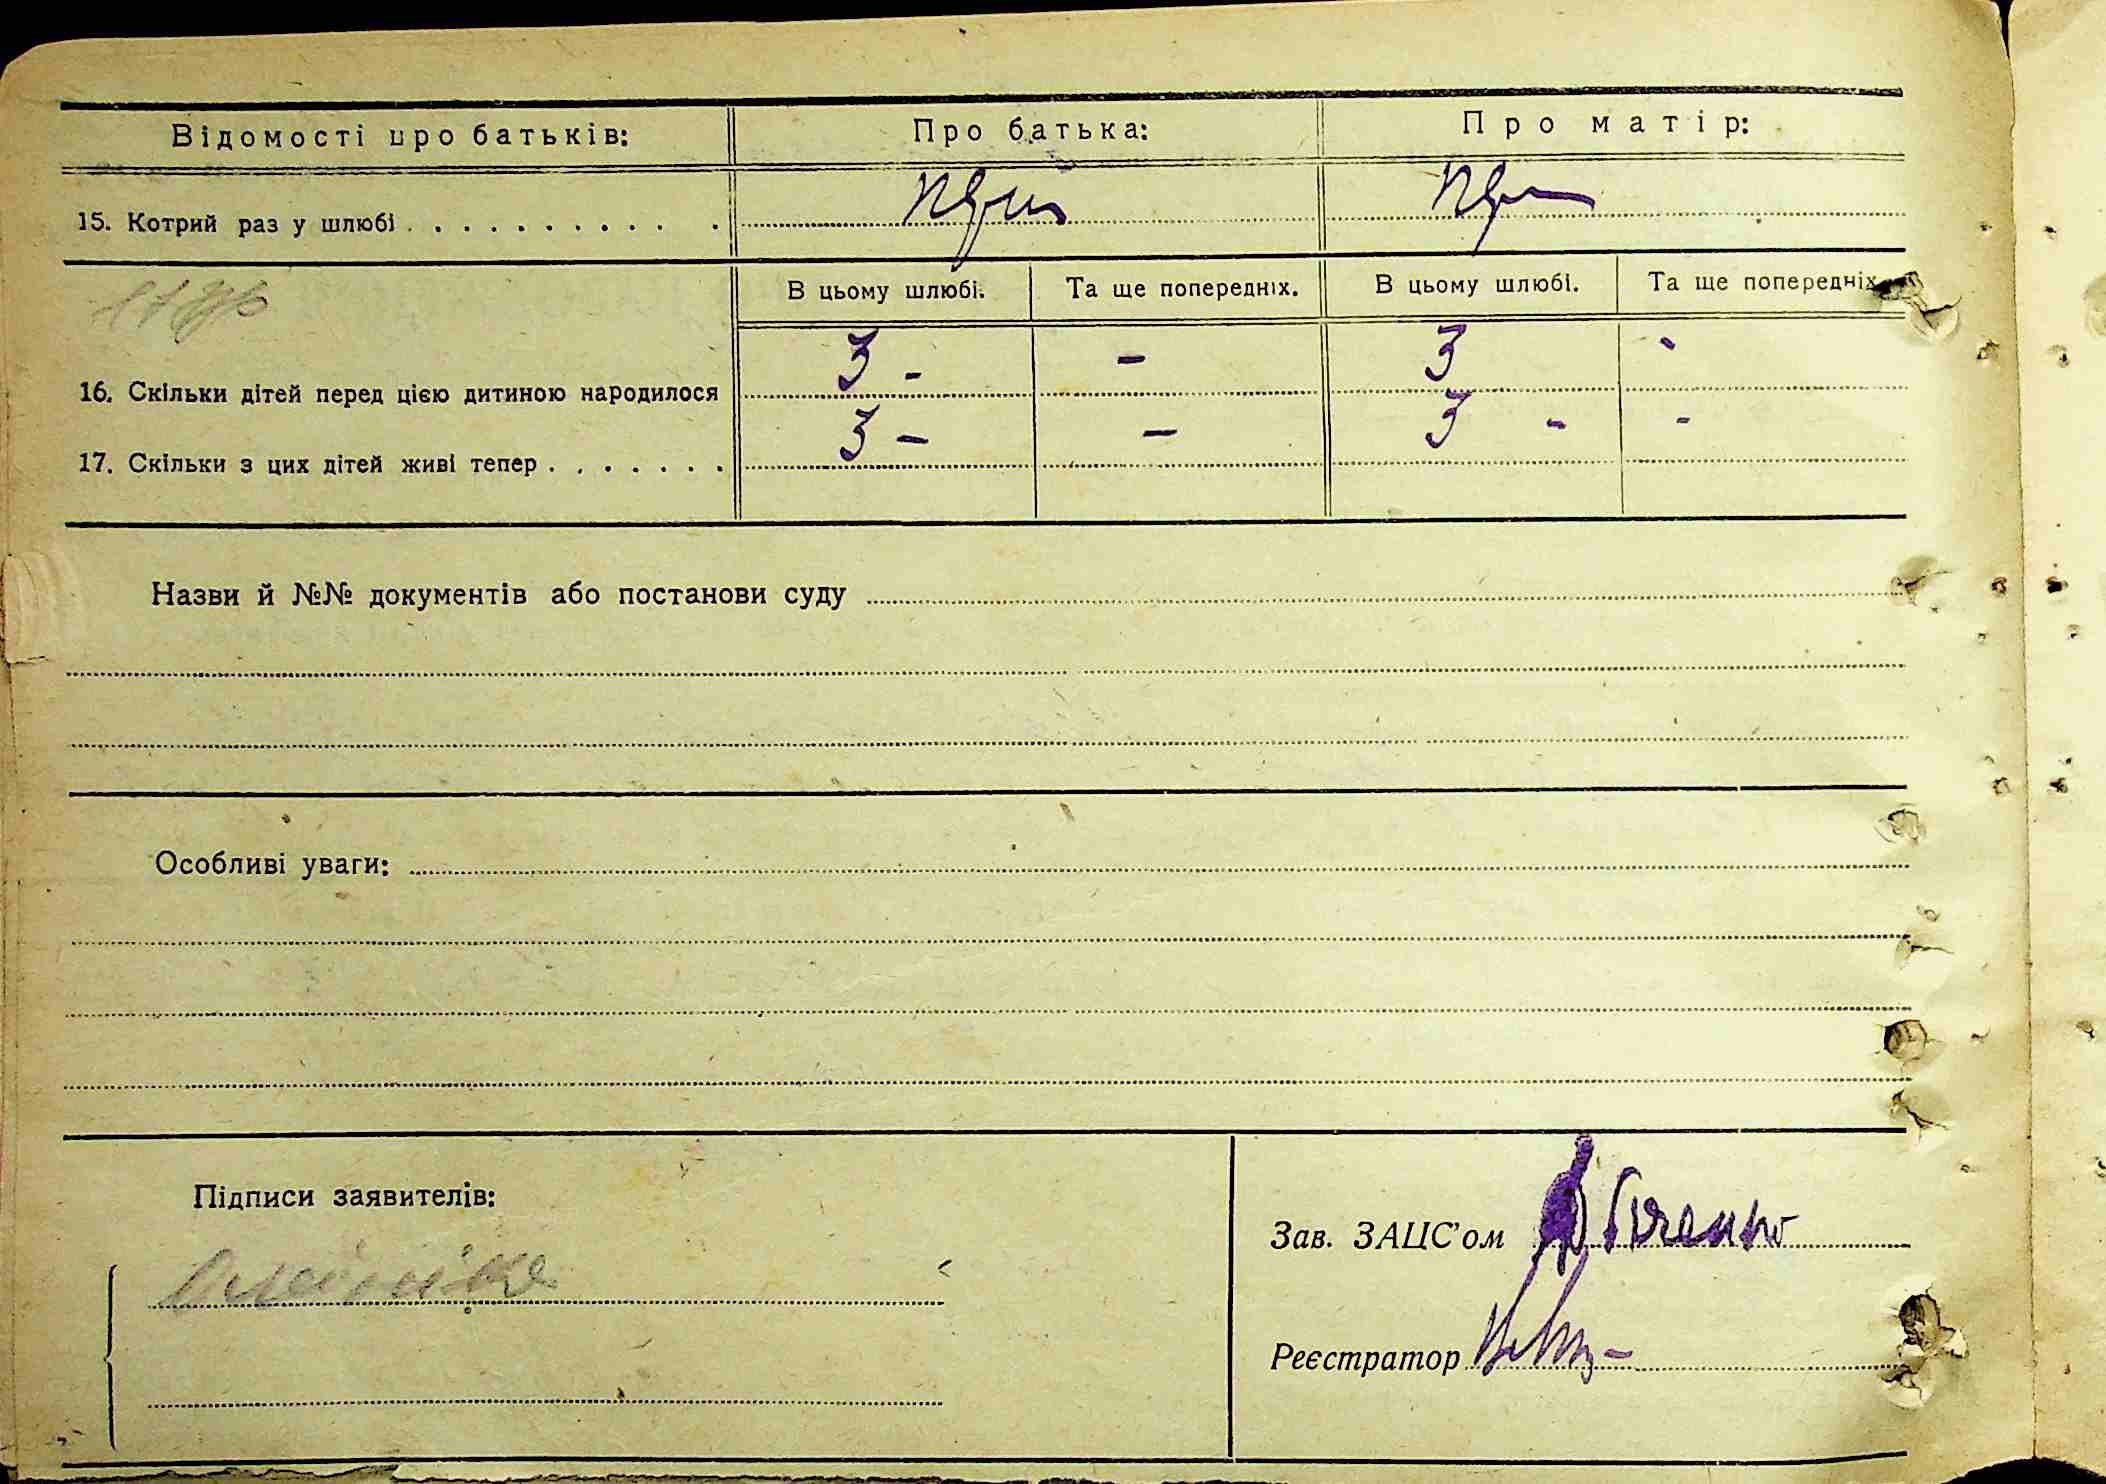 Відомості про батьків: Про батька: Про матір:
15. Котрий раз у шлюбі . . . . . . . . . . . .
В цьому шлюбі. Та ще попередніх. В цьому шлюбі. Та ще попередніх
16. Скільки дітей перед цією дитиною народилося 3 - - 3 -
17. Скільки з цих дітей живі тепер . . . . . . . 3 - - 3 - -
Назви й №№ документів або постанови суду
Особливі уваги:
Підписи заявителів:
Зав. ЗАЦС'ом
Реєстратор